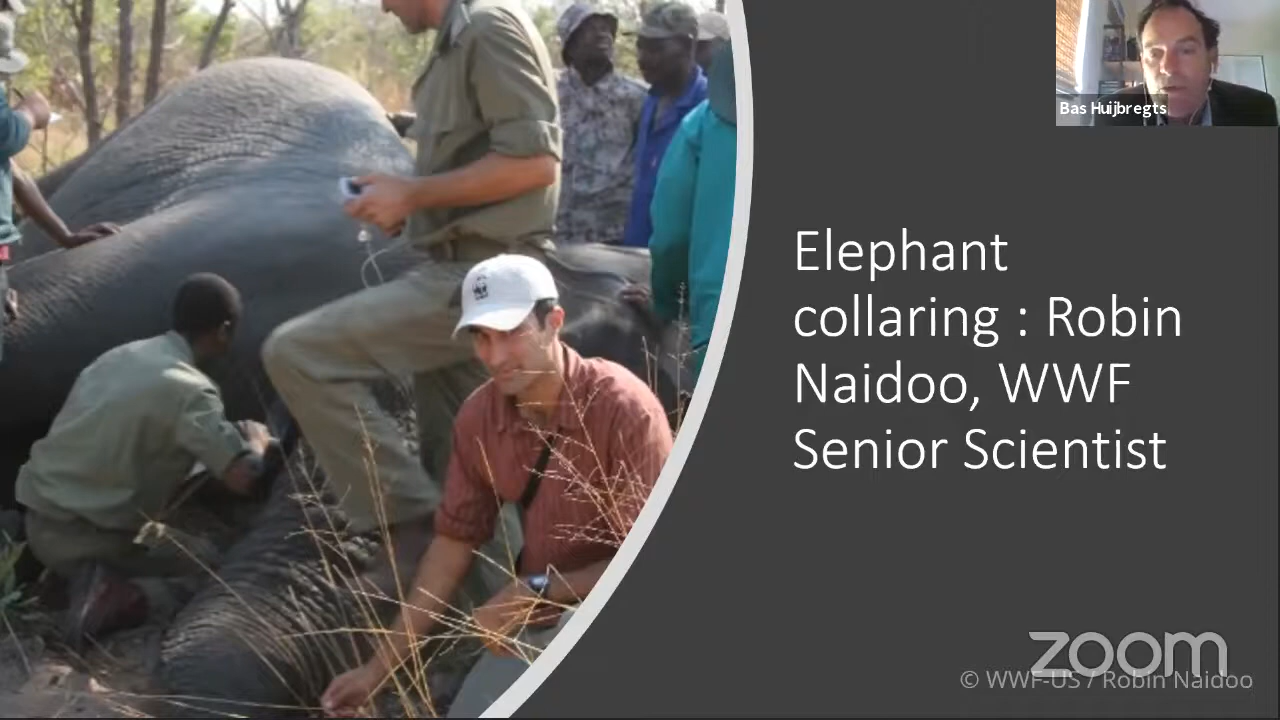 Bas Huijbregts
Elephant
collaring : Robin
Naidoo, WWF
Senior Scientist
zoom
© WWF-US / Robin Naidoo